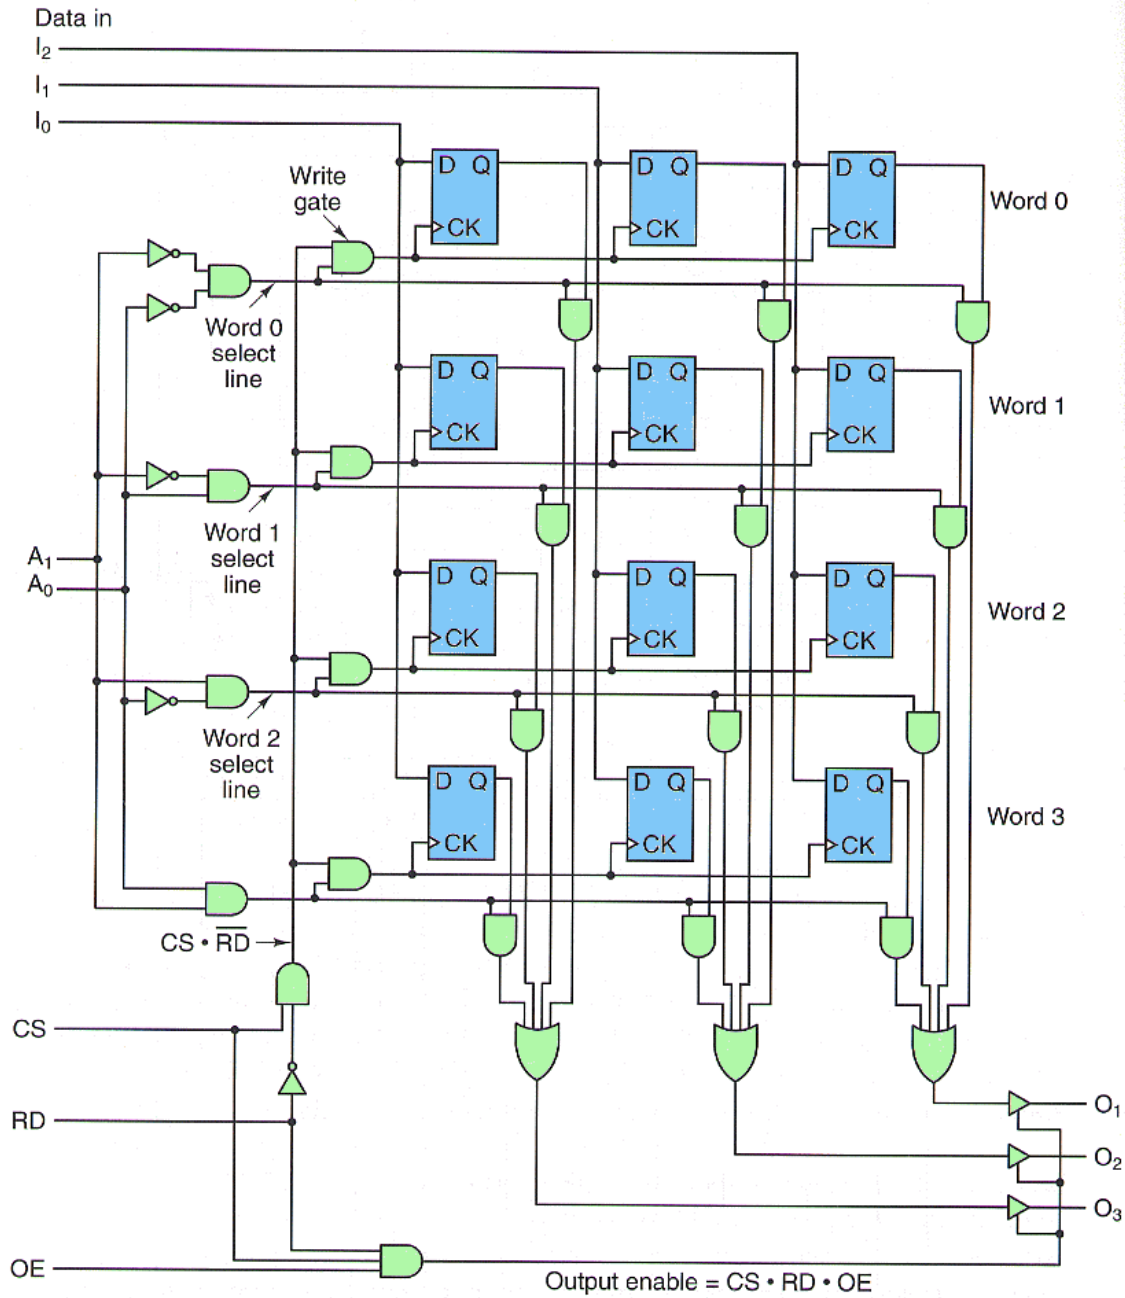 Data in
I₂
I₁
I₀
D Q
CK
D Q
CK
D Q
CK
Word 0
Write
gate
Word 0
select
line
D Q
CK
D Q
CK
D Q
CK
Word 1
Word 1
select
line
A₁
A₀
D Q
CK
D Q
CK
D Q
CK
Word 2
Word 2
select
line
D Q
CK
D Q
CK
D Q
CK
Word 3
CS • R̅D̅
CS
RD
OE
O₁
O₂
O₃
Output enable = CS • RD • OE